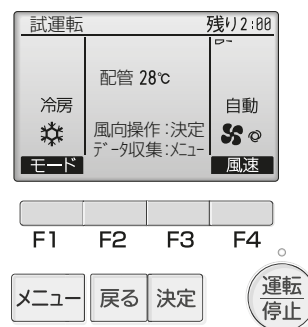 試運転 残り2:00
配管 28℃
冷房 自動
風向操作:決定
データ収集:メニュー
モード 風速
F1 F2 F3 F4
メニュー 戻る 決定 運転
停止